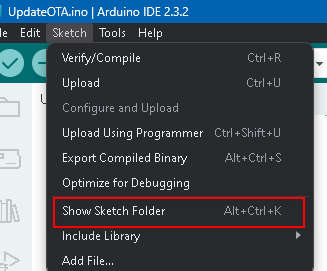 UpdateOTA.ino | Arduino IDE 2.3.2
Edit Sketch Tools Help
Verify/Compile Ctrl+R
Upload Ctrl+U
Configure and Upload
Upload Using Programmer Ctrl+Shift+U
Export Compiled Binary Alt+Ctrl+S
Optimize for Debugging
Show Sketch Folder Alt+Ctrl+K
Include Library
Add File...